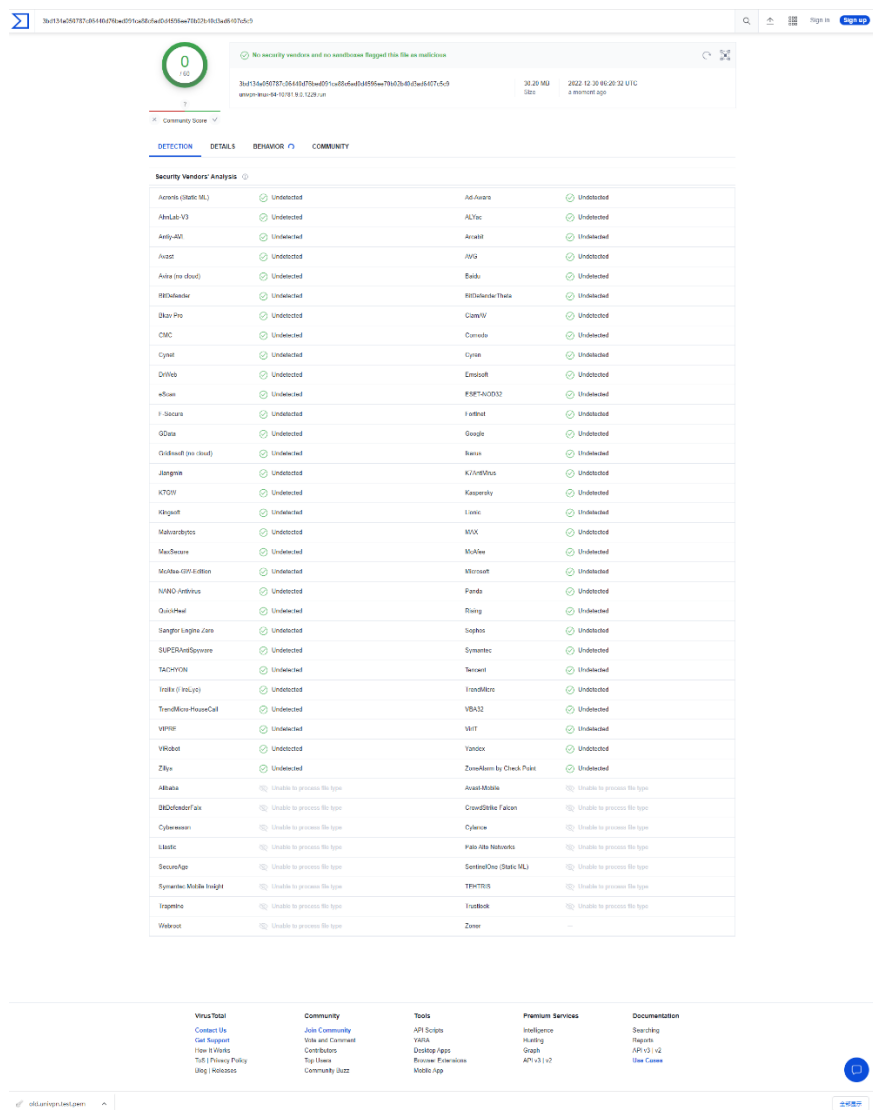 Sign in Sign up
0
/ 60
No security vendors and no sandboxes flagged this file as malicious
univpn-linux-64-10781.9.0.1229.run
30.20 MB
Size
2022-12-30 06:20:32 UTC
a moment ago
?
Community Score
DETECTION DETAILS BEHAVIOR COMMUNITY
Security Vendors' Analysis
Acronis (Static ML) Undetected Ad-Aware Undetected
AhnLab-V3 Undetected ALYac Undetected
Antiy-AVL Undetected Arcabit Undetected
Avast Undetected AVG Undetected
Avira (no cloud) Undetected Baidu Undetected
BitDefender Undetected BitDefenderTheta Undetected
Bkav Pro Undetected ClamAV Undetected
CMC Undetected Comodo Undetected
Cynet Undetected Cyren Undetected
DrWeb Undetected Emsisoft Undetected
eScan Undetected ESET-NOD32 Undetected
F-Secure Undetected Fortinet Undetected
GData Undetected Google Undetected
Gridinsoft (no cloud) Undetected Ikarus Undetected
Jiangmin Undetected K7AntiVirus Undetected
K7GW Undetected Kaspersky Undetected
Kingsoft Undetected Lionic Undetected
Malwarebytes Undetected MAX Undetected
MaxSecure Undetected McAfee Undetected
McAfee-GW-Edition Undetected Microsoft Undetected
NANO-Antivirus Undetected Panda Undetected
QuickHeal Undetected Rising Undetected
Sangfor Engine Zero Undetected Sophos Undetected
SUPERAntiSpyware Undetected Symantec Undetected
TACHYON Undetected Tencent Undetected
Trellix (FireEye) Undetected TrendMicro Undetected
TrendMicro-HouseCall Undetected VBA32 Undetected
VIPRE Undetected VirIT Undetected
ViRobot Undetected Yandex Undetected
Zillya Undetected ZoneAlarm by Check Point Undetected
Alibaba Unable to process file type Avast-Mobile Unable to process file type
BitDefenderFalx Unable to process file type CrowdStrike Falcon Unable to process file type
Cybereason Unable to process file type Cylance Unable to process file type
Elastic Unable to process file type Palo Alto Networks Unable to process file type
SecureAge Unable to process file type SentinelOne (Static ML) Unable to process file type
Symantec Mobile Insight Unable to process file type TEHTRIS Unable to process file type
Trapmine Unable to process file type Trustlook Unable to process file type
Webroot Unable to process file type Zoner —
VirusTotal Community Tools Premium Services Documentation
Contact Us Join Community API Scripts Intelligence Searching
Get Support Vote and Comment YARA Hunting Reports
How It Works Contributors Desktop Apps Graph API v3 | v2
ToS | Privacy Policy Top Users Browser Extensions API v3 | v2 Use Cases
Blog | Releases Community Buzz Mobile App
old.univpn.test.pem 全部显示